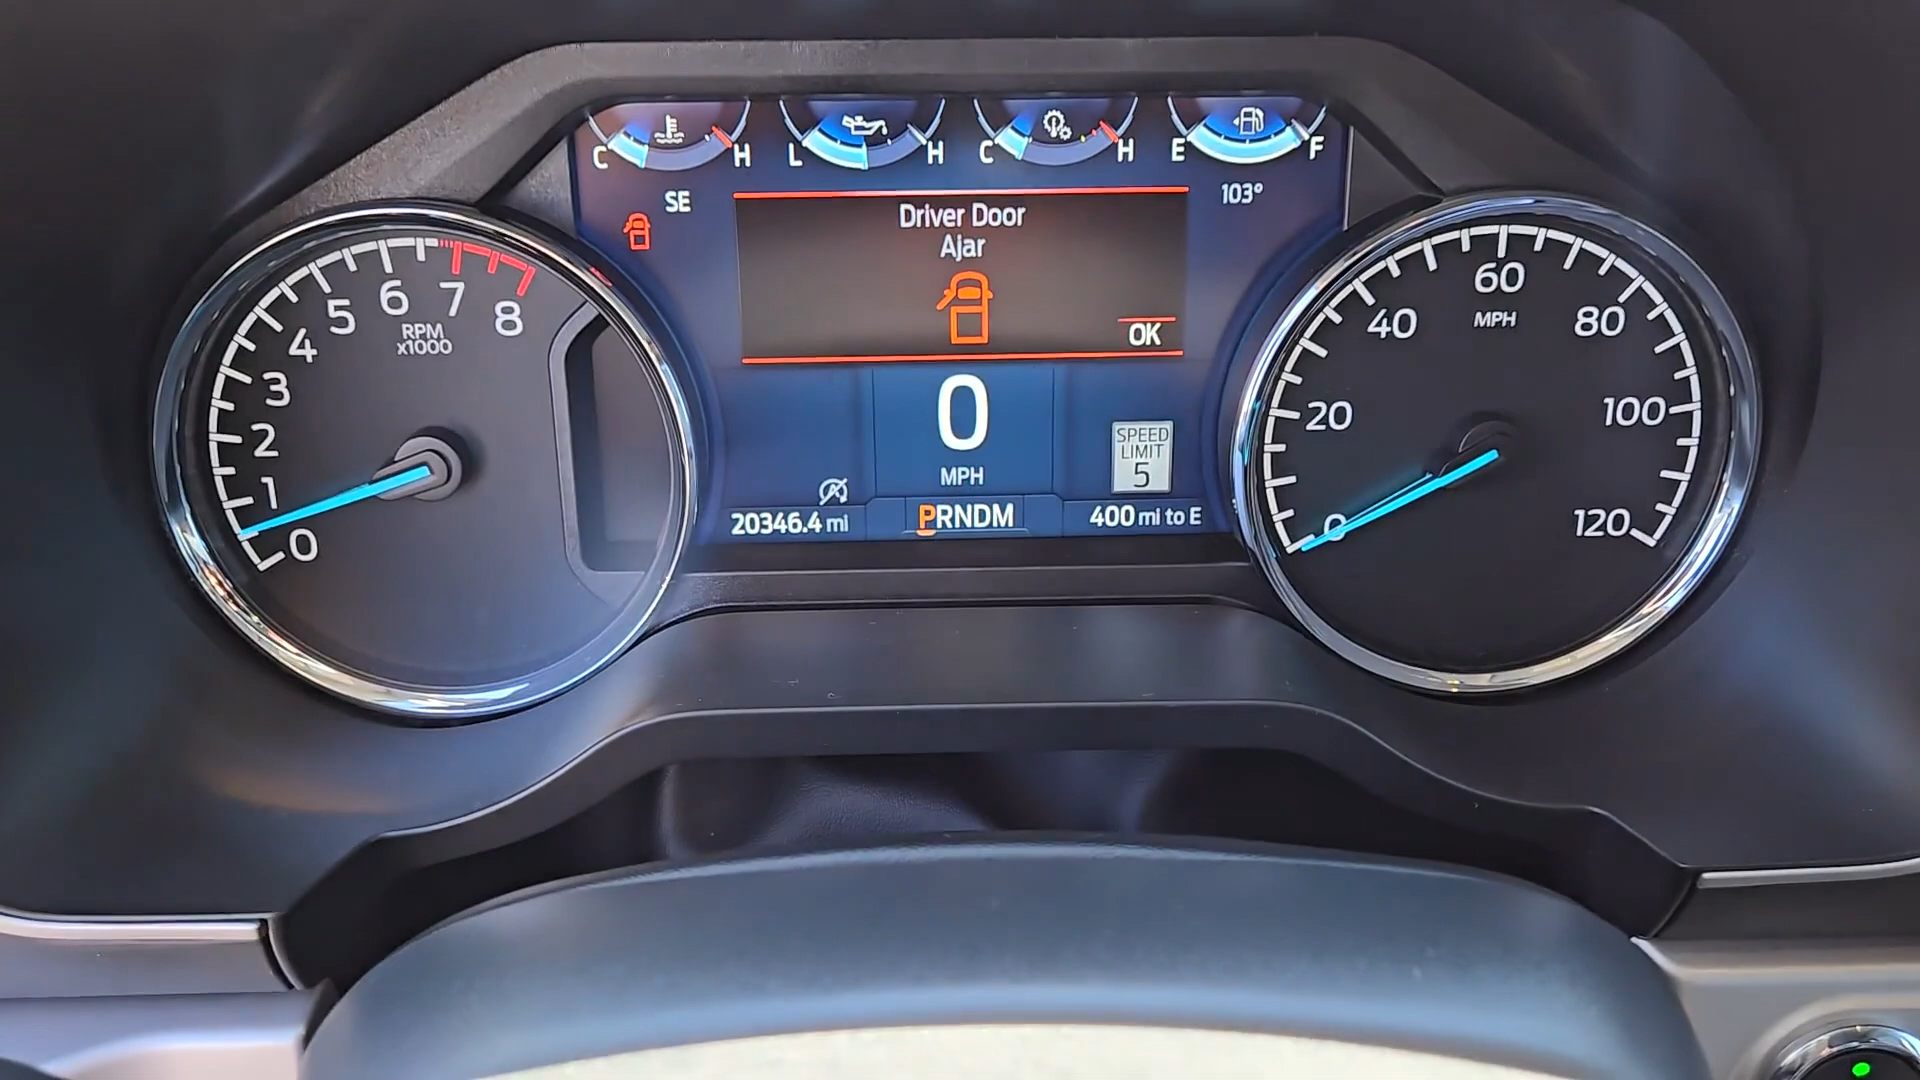 C H
L H
C H
E F
SE
103°
Driver Door
Ajar
OK
0
MPH
SPEED
LIMIT
5
20346.4 mi
PRNDM
400 mi to E
0
1
2
3
4
5
6
7
8
RPM
x1000
0
20
40
60
80
100
120
MPH